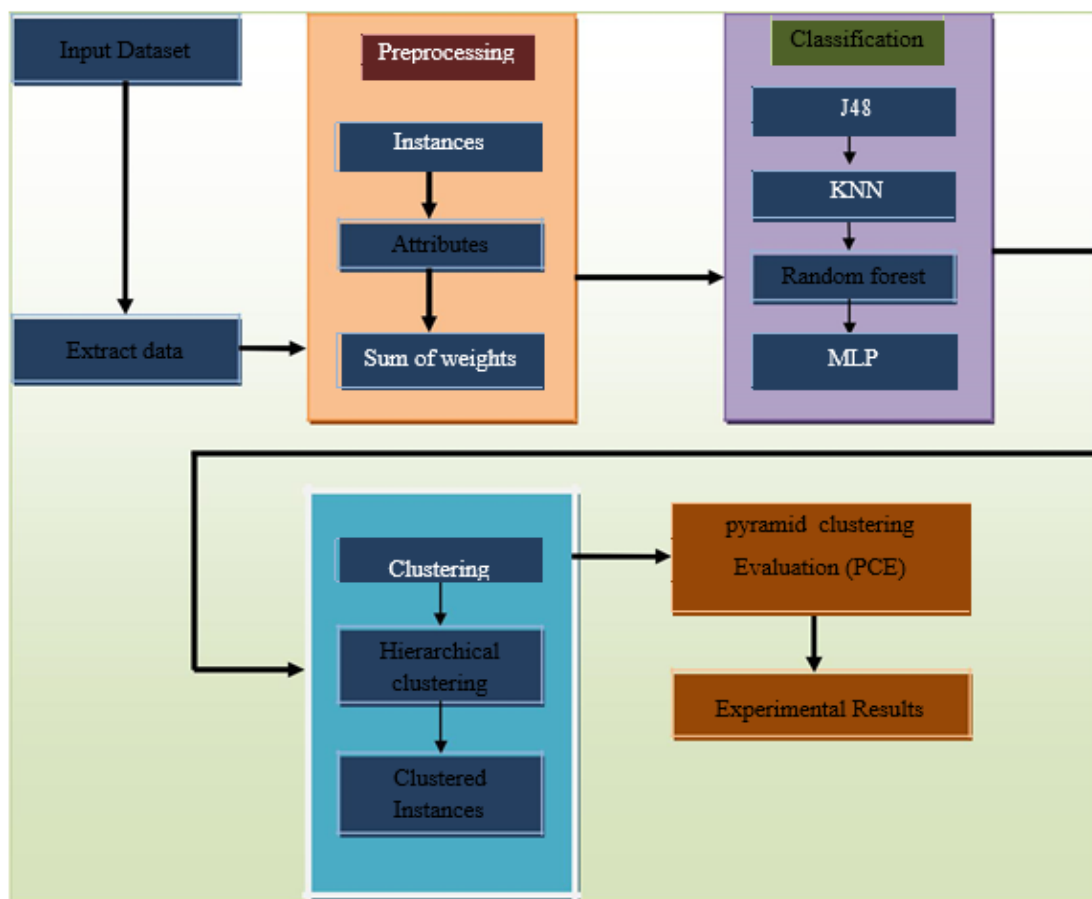 Input Dataset
Extract data
Preprocessing
Instances
Attributes
Sum of weights
Classification
J48
KNN
Random forest
MLP
Clustering
Hierarchical
clustering
Clustered
Instances
pyramid clustering
Evaluation (PCE)
Experimental Results